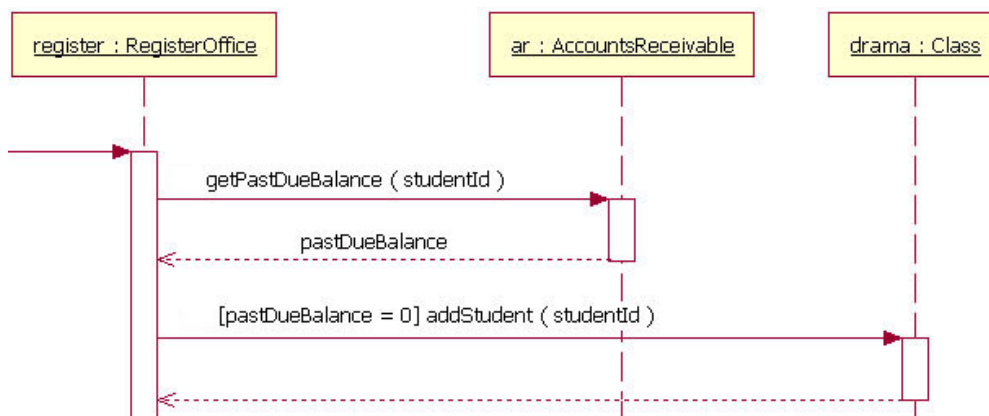 register : RegisterOffice
ar : AccountsReceivable
drama : Class
getPastDueBalance ( studentId )
pastDueBalance
[pastDueBalance = 0] addStudent ( studentId )